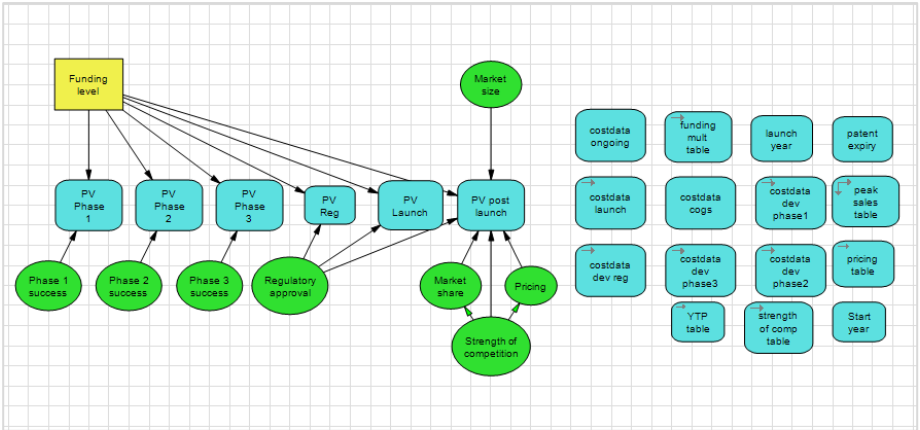 Funding
level
Market
size
costdata
ongoing
funding
mult
table
launch
year
patent
expiry
PV
Phase
1
PV
Phase
2
PV
Phase
3
PV
Reg
PV
Launch
PV post
launch
costdata
launch
costdata
cogs
costdata
dev
phase1
peak
sales
table
Phase 1
success
Phase 2
success
Phase 3
success
Regulatory
approval
Market
share
Pricing
costdata
dev reg
costdata
dev
phase3
costdata
dev
phase2
pricing
table
Strength of
competition
YTP
table
strength
of comp
table
Start
year